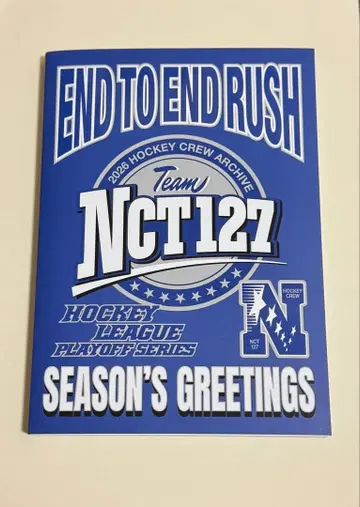 END TO END RUSH
2026 HOCKEY CREW ARCHIVE
Team
NCT 127
HOCKEY
LEAGUE
PLAYOFF SERIES
HOCKEY
CREW
NCT
127
SEASON'S GREETINGS